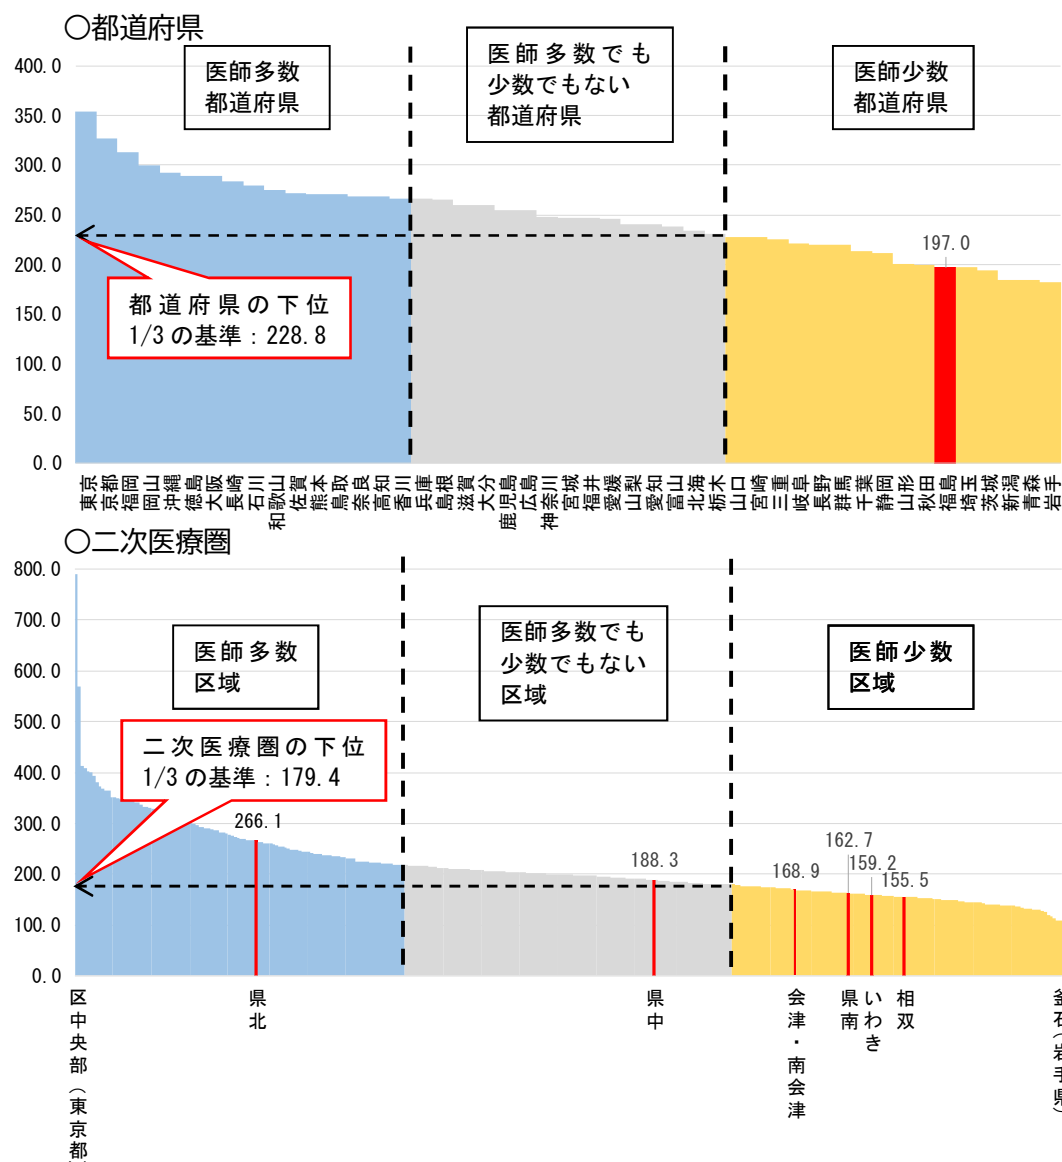 〇都道府県
400.0
350.0
300.0
250.0
200.0
150.0
100.0
50.0
0.0
医師多数
都道府県
医師多数でも
少数でもない
都道府県
医師少数
都道府県
197.0
都道府県の下位
1/3の基準：228.8
東京
京都
福岡
岡山
沖縄
徳島
大阪
長崎
石川
和歌山
佐賀
熊本
鳥取
奈良
高知
香川
兵庫
島根
滋賀
大分
鹿児島
広島
神奈川
宮城
福井
愛媛
山梨
愛知
富山
北海
栃木
山口
宮崎
三重
岐阜
長野
群馬
千葉
静岡
山形
秋田
福島
埼玉
茨城
新潟
青森
岩手
〇二次医療圏
800.0
700.0
600.0
500.0
400.0
300.0
200.0
100.0
0.0
医師多数
区域
医師多数でも
少数でもない
区域
医師少数
区域
二次医療圏の下位
1/3の基準：179.4
266.1
188.3
168.9
162.7
159.2
155.5
区中央部（東京都
県北
県中
会津・南会津
県南
いわき
相双
釜石（岩手県）